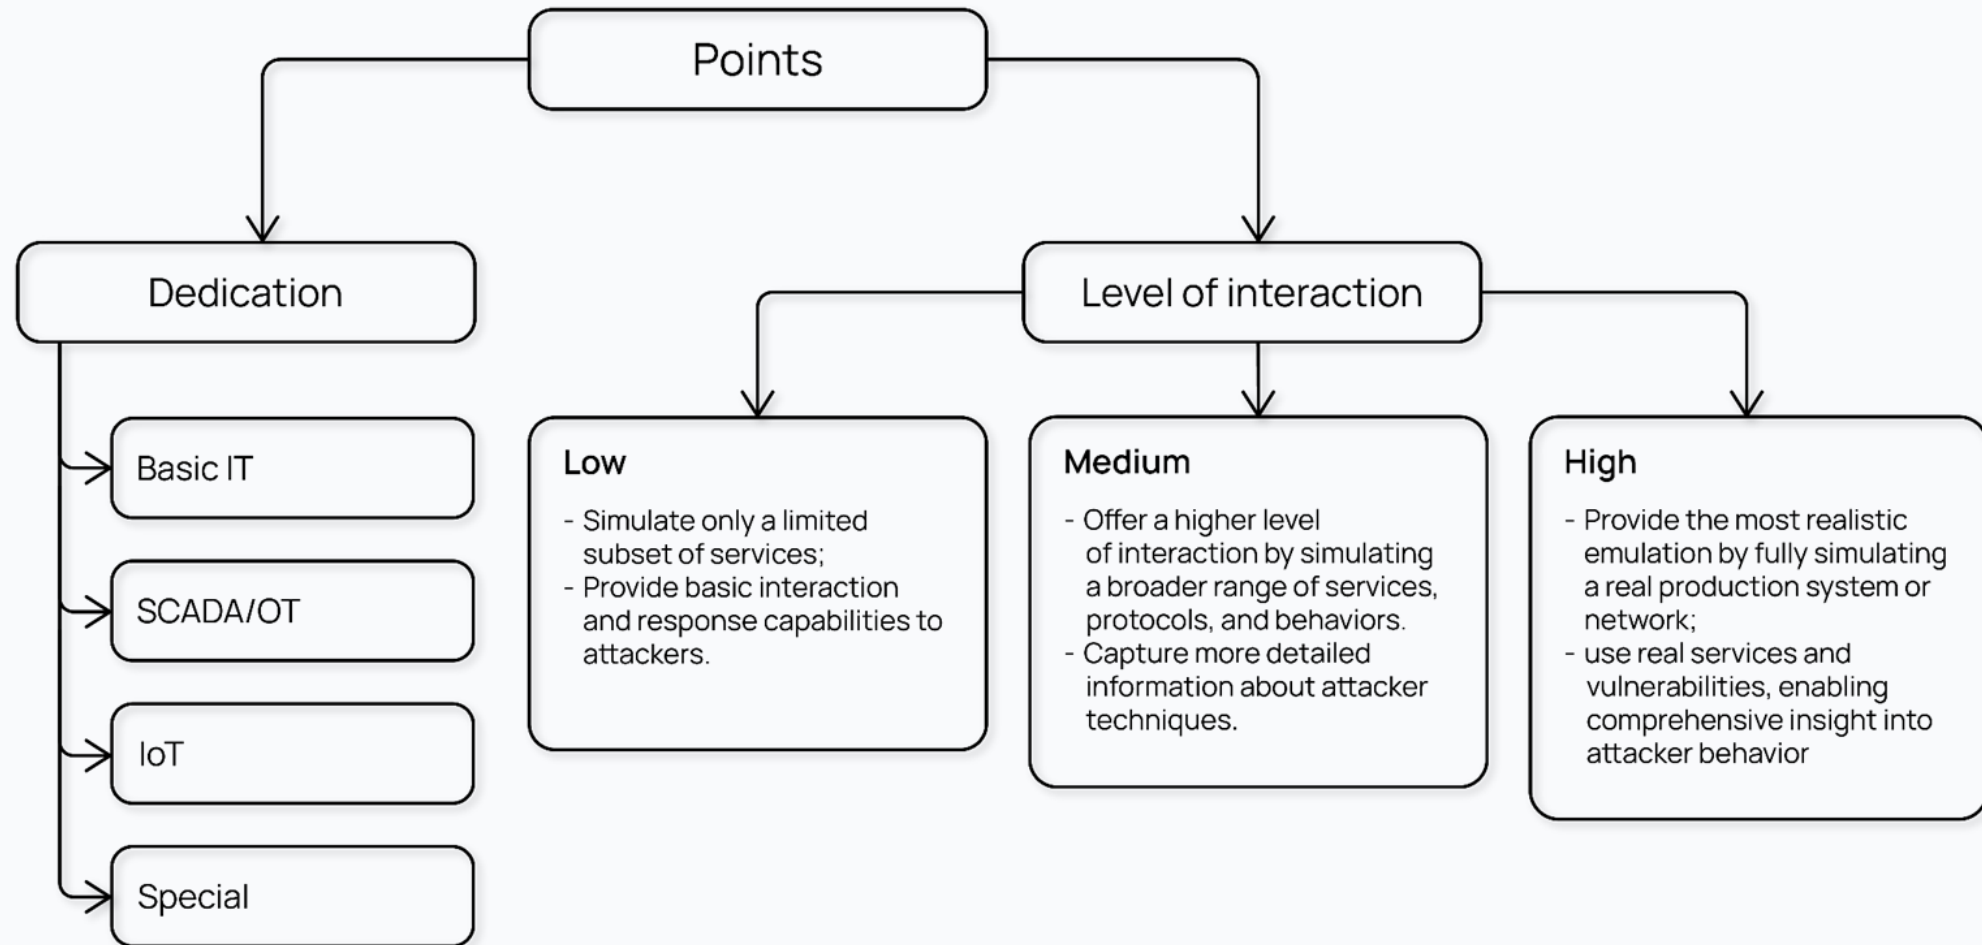 Points
Dedication
Level of interaction
Basic IT
SCADA/OT
IoT
Special
Low
- Simulate only a limited
subset of services;
- Provide basic interaction
and response capabilities to
attackers.
Medium
- Offer a higher level
of interaction by simulating
a broader range of services,
protocols, and behaviors.
- Capture more detailed
information about attacker
techniques.
High
- Provide the most realistic
emulation by fully simulating
a real production system or
network;
- use real services and
vulnerabilities, enabling
comprehensive insight into
attacker behavior